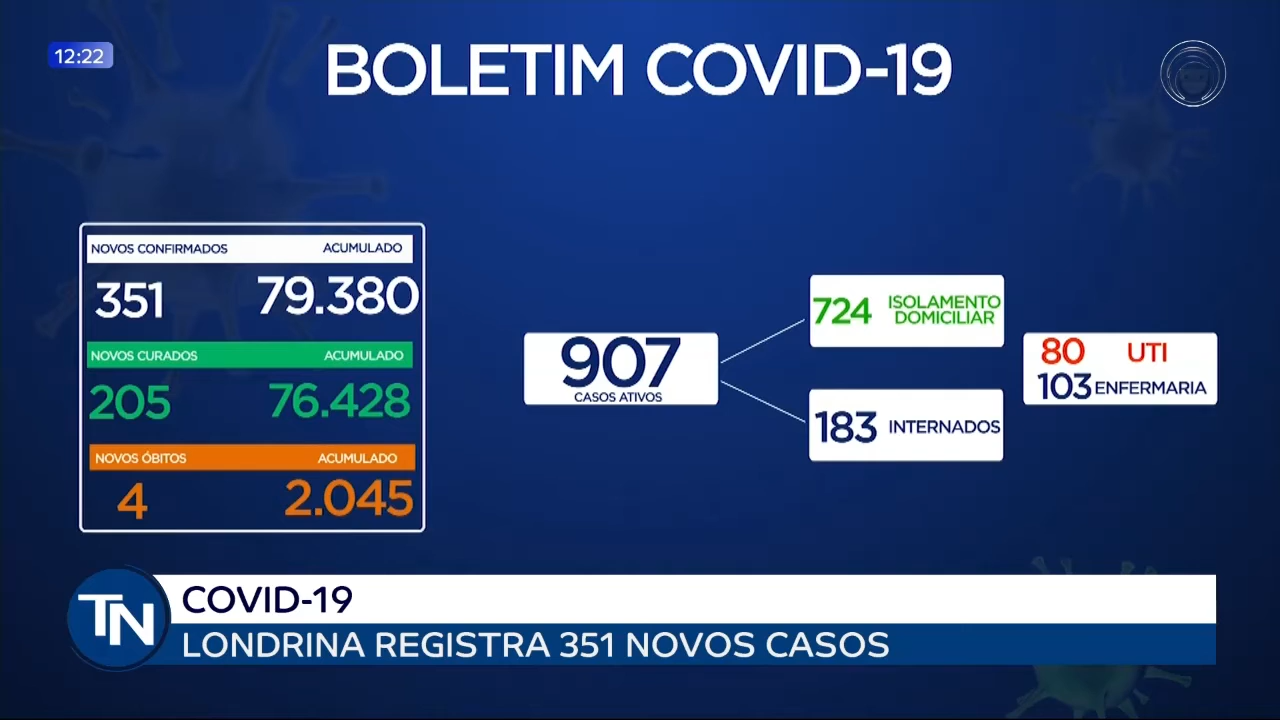 12:22
BOLETIM COVID-19
NOVOS CONFIRMADOS ACUMULADO
351 79.380
NOVOS CURADOS ACUMULADO
205 76.428
NOVOS ÓBITOS ACUMULADO
4 2.045
907
CASOS ATIVOS
724 ISOLAMENTO
DOMICILIAR
183 INTERNADOS
80 UTI
103 ENFERMARIA
TN
COVID-19
LONDRINA REGISTRA 351 NOVOS CASOS